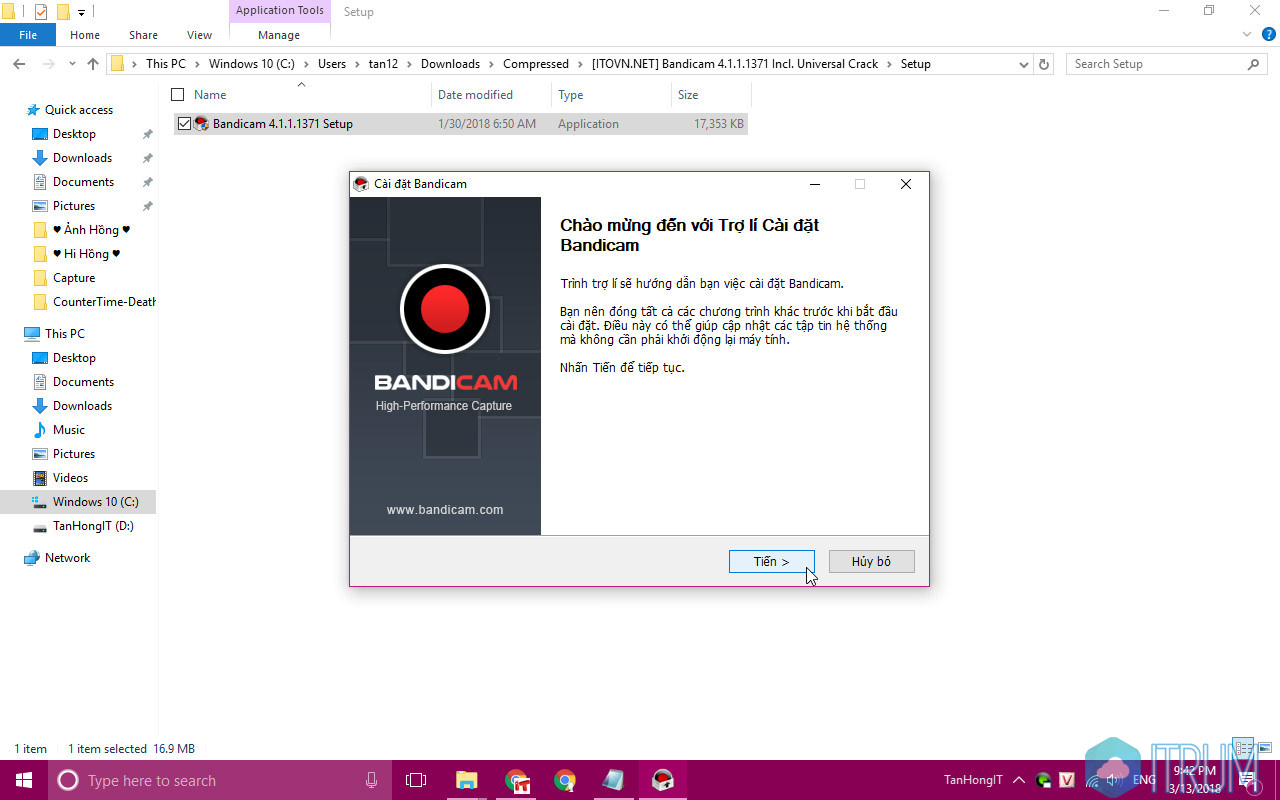 Application Tools
Setup
File
Home
Share
View
Manage
This PC
Windows 10 (C:)
Users
tan12
Downloads
Compressed
[ITOVN.NET] Bandicam 4.1.1.1371 Incl. Universal Crack
Setup
Search Setup
Name
Date modified
Type
Size
Bandicam 4.1.1.1371 Setup
1/30/2018 6:50 AM
Application
17,353 KB
Quick access
Desktop
Downloads
Documents
Pictures
♥ Ảnh Hồng ♥
♥ Hi Hồng ♥
Capture
CounterTime-Death
This PC
Desktop
Documents
Downloads
Music
Pictures
Videos
Windows 10 (C:)
TanHongIT (D:)
Network
Cài đặt Bandicam
BANDICAM
High-Performance Capture
www.bandicam.com
Chào mừng đến với Trợ lí Cài đặt
Bandicam
Trình trợ lí sẽ hướng dẫn bạn việc cài đặt Bandicam.
Bạn nên đóng tất cả các chương trình khác trước khi bắt đầu
cài đặt. Điều này có thể giúp cập nhật các tập tin hệ thống
mà không cần phải khởi động lại máy tính.
Nhấn Tiến để tiếp tục.
Tiến >
Hủy bỏ
1 item
1 item selected 16.9 MB
Type here to search
TanHongIT
V
ENG
9:42 PM
3/13/2018
1
ITRUM